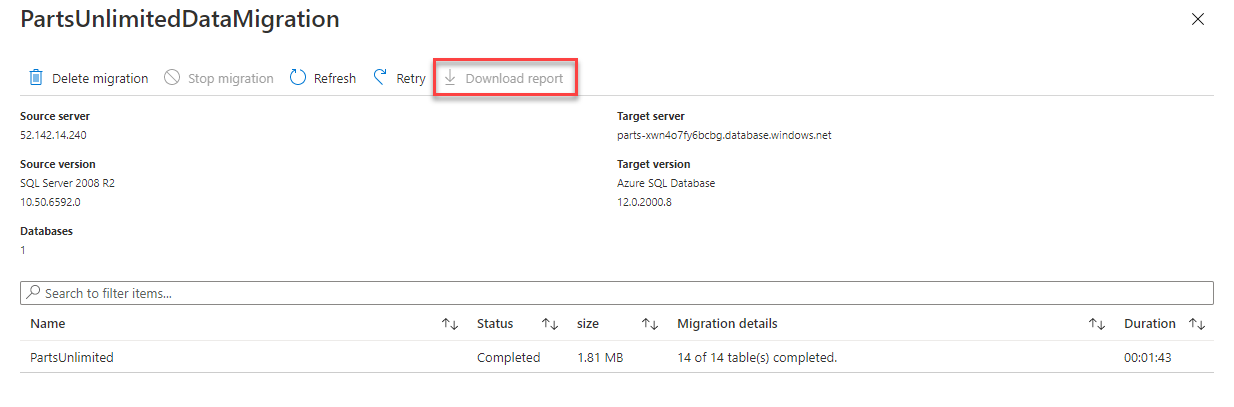 PartsUnlimitedDataMigration
Delete migration Stop migration Refresh Retry Download report
Source server Target server
52.142.14.240 parts-xwn4o7fy6bcbg.database.windows.net
Source version Target version
SQL Server 2008 R2 Azure SQL Database
10.50.6592.0 12.0.2000.8
Databases
1
Search to filter items...
Name Status size Migration details Duration
PartsUnlimited Completed 1.81 MB 14 of 14 table(s) completed. 00:01:43